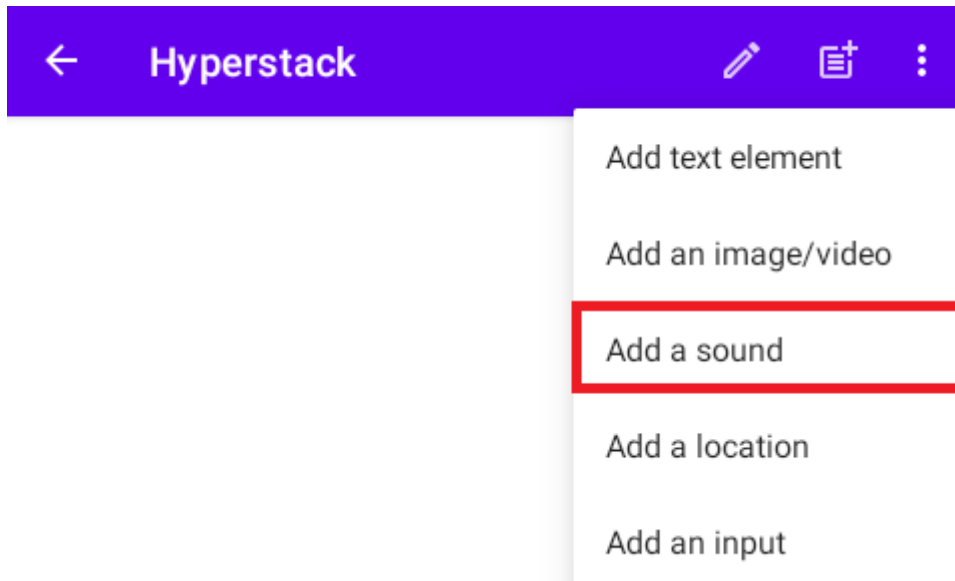 Hyperstack
Add text element
Add an image/video
Add a sound
Add a location
Add an input